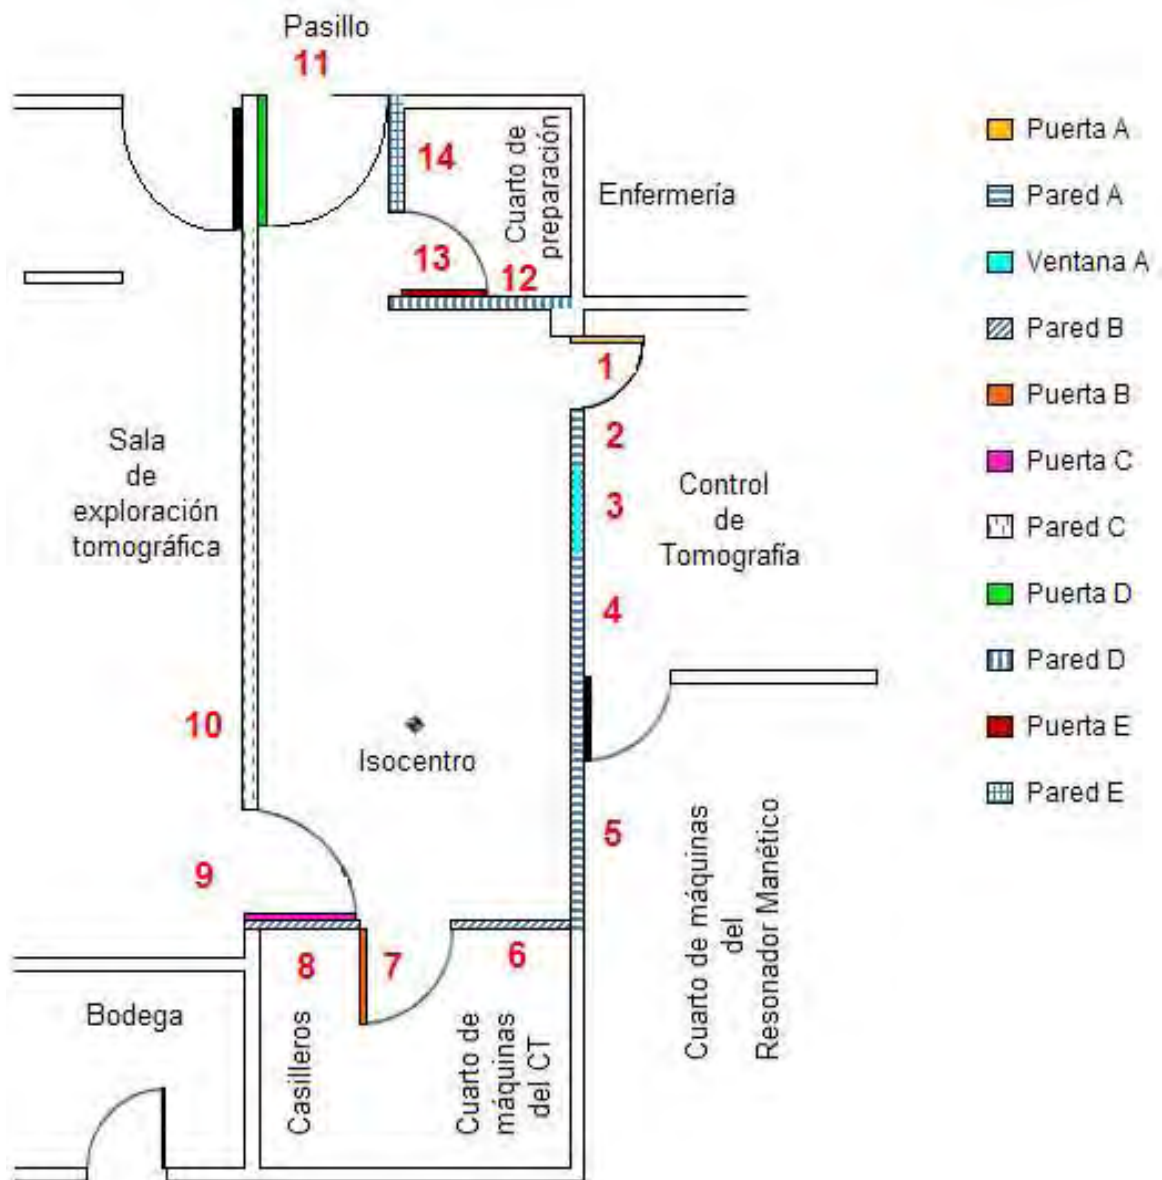 Pasillo
11
14
Cuarto de
preparación
Enfermería
13
12
1
2
Sala
de
exploración
tomográfica
3
Control
de
Tomografía
4
10
Isocentro
5
Cuarto de máquinas
del
Resonador Manético
9
8
7
6
Bodega
Casilleros
Cuarto de
máquinas
del CT
Puerta A
Pared A
Ventana A
Pared B
Puerta B
Puerta C
Pared C
Puerta D
Pared D
Puerta E
Pared E